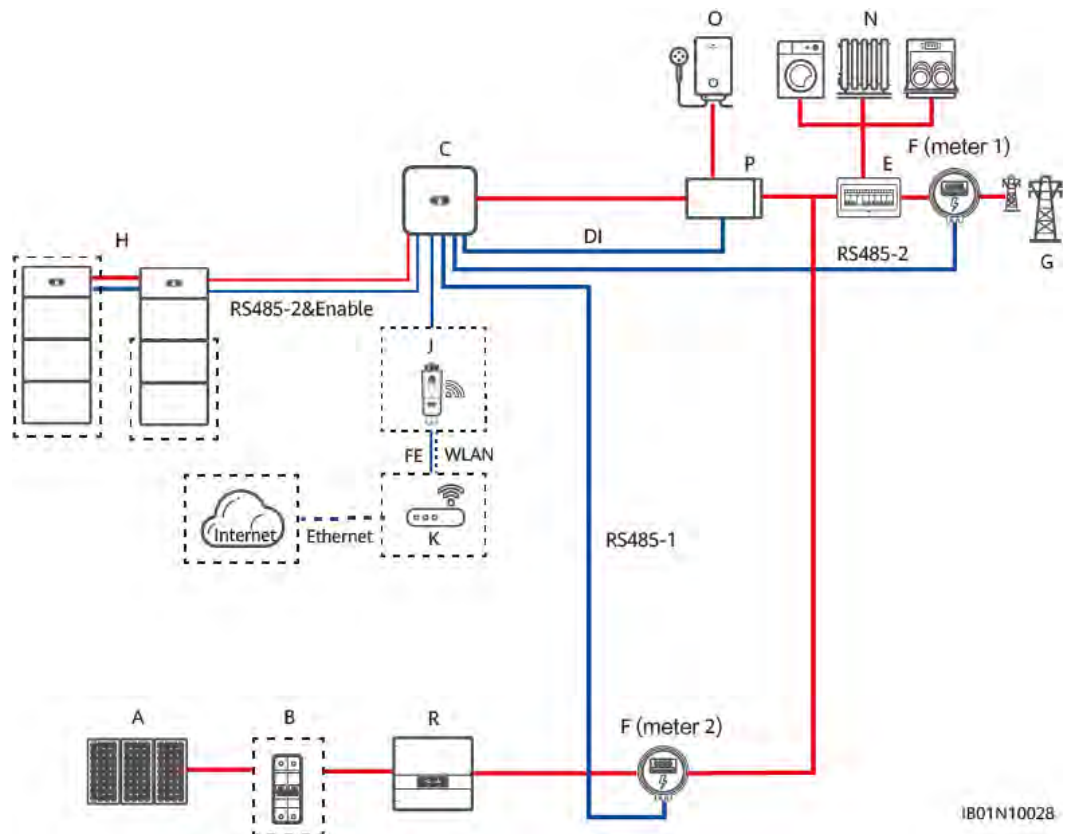 O
N
F (meter 1)
C
P
E
DI
H
RS485-2
G
RS485-2&Enable
J
FE
WLAN
Internet
Ethernet
K
RS485-1
A
B
R
F (meter 2)
IB01N10028